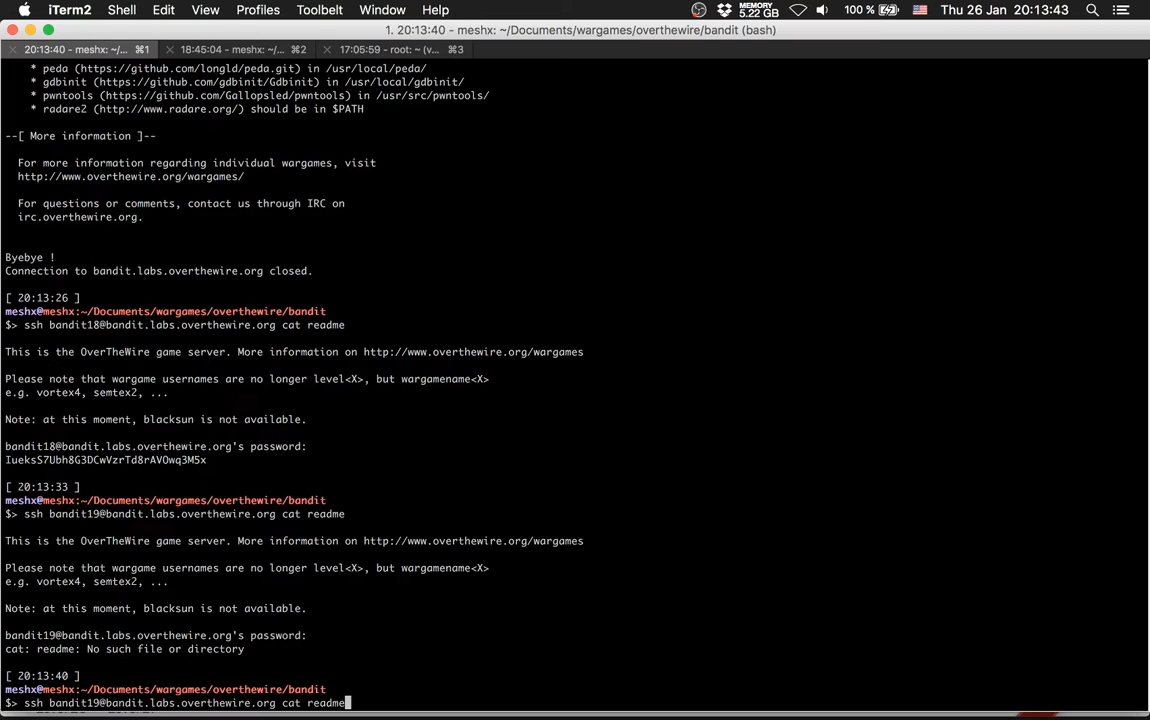 iTerm2 Shell Edit View Profiles Toolbelt Window Help MEMORY 5.22 GB 100 % Thu 26 Jan 20:13:43
1. 20:13:40 - meshx: ~/Documents/wargames/overthewire/bandit (bash)
20:13:40 - meshx: ~/... ⌘1 18:45:04 - meshx: ~/... ⌘2 17:05:59 - root: ~ (v... ⌘3
* peda (https://github.com/longld/peda.git) in /usr/local/peda/
* gdbinit (https://github.com/gdbinit/Gdbinit) in /usr/local/gdbinit/
* pwntools (https://github.com/Gallopsled/pwntools) in /usr/src/pwntools/
* radare2 (http://www.radare.org/) should be in $PATH
--[ More information ]--
For more information regarding individual wargames, visit
http://www.overthewire.org/wargames/
For questions or comments, contact us through IRC on
irc.overthewire.org.
Byebye !
Connection to bandit.labs.overthewire.org closed.
[ 20:13:26 ]
meshx@meshx:~/Documents/wargames/overthewire/bandit
$> ssh bandit18@bandit.labs.overthewire.org cat readme
This is the OverTheWire game server. More information on http://www.overthewire.org/wargames
Please note that wargame usernames are no longer level<X>, but wargamename<X>
e.g. vortex4, semtex2, ...
Note: at this moment, blacksun is not available.
bandit18@bandit.labs.overthewire.org's password:
IueksS7Ubh8G3DCwVzrTd8rAVOwq3M5x
[ 20:13:33 ]
meshx@meshx:~/Documents/wargames/overthewire/bandit
$> ssh bandit19@bandit.labs.overthewire.org cat readme
This is the OverTheWire game server. More information on http://www.overthewire.org/wargames
Please note that wargame usernames are no longer level<X>, but wargamename<X>
e.g. vortex4, semtex2, ...
Note: at this moment, blacksun is not available.
bandit19@bandit.labs.overthewire.org's password:
cat: readme: No such file or directory
[ 20:13:40 ]
meshx@meshx:~/Documents/wargames/overthewire/bandit
$> ssh bandit19@bandit.labs.overthewire.org cat readme